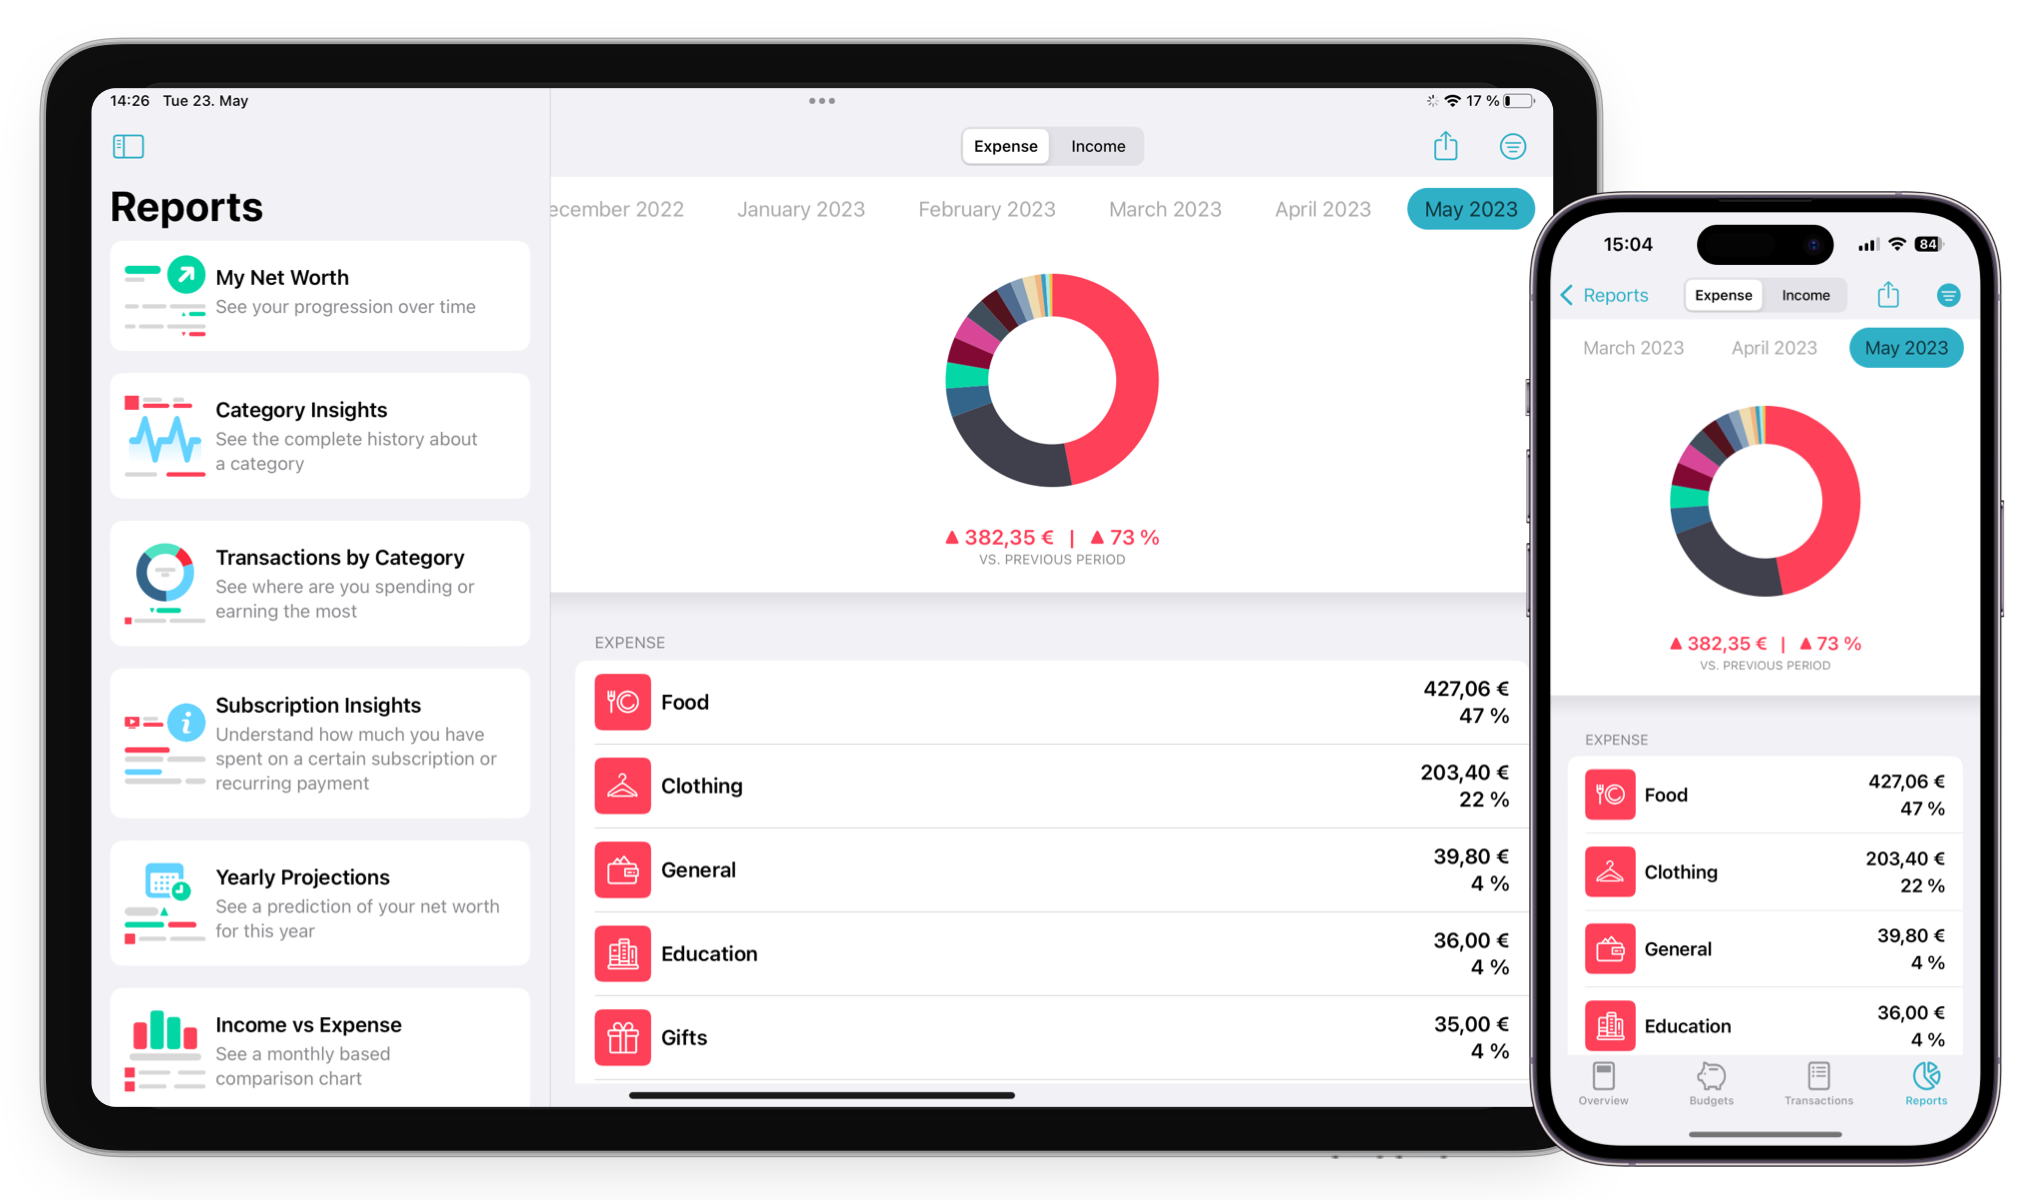 14:26 Tue 23. May
17 %
Expense Income
Reports
ecember 2022 January 2023 February 2023 March 2023 April 2023 May 2023
My Net Worth
See your progression over time
Category Insights
See the complete history about
a category
Transactions by Category
See where are you spending or
earning the most
Subscription Insights
Understand how much you have
spent on a certain subscription or
recurring payment
Yearly Projections
See a prediction of your net worth
for this year
Income vs Expense
See a monthly based
comparison chart
▲ 382,35 € | ▲ 73 %
VS. PREVIOUS PERIOD
EXPENSE
Food
427,06 €
47 %
Clothing
203,40 €
22 %
General
39,80 €
4 %
Education
36,00 €
4 %
Gifts
35,00 €
4 %
15:04
84
Reports Expense Income
March 2023 April 2023 May 2023
▲ 382,35 € | ▲ 73 %
VS. PREVIOUS PERIOD
EXPENSE
Food
427,06 €
47 %
Clothing
203,40 €
22 %
General
39,80 €
4 %
Education
36,00 €
4 %
Overview Budgets Transactions Reports